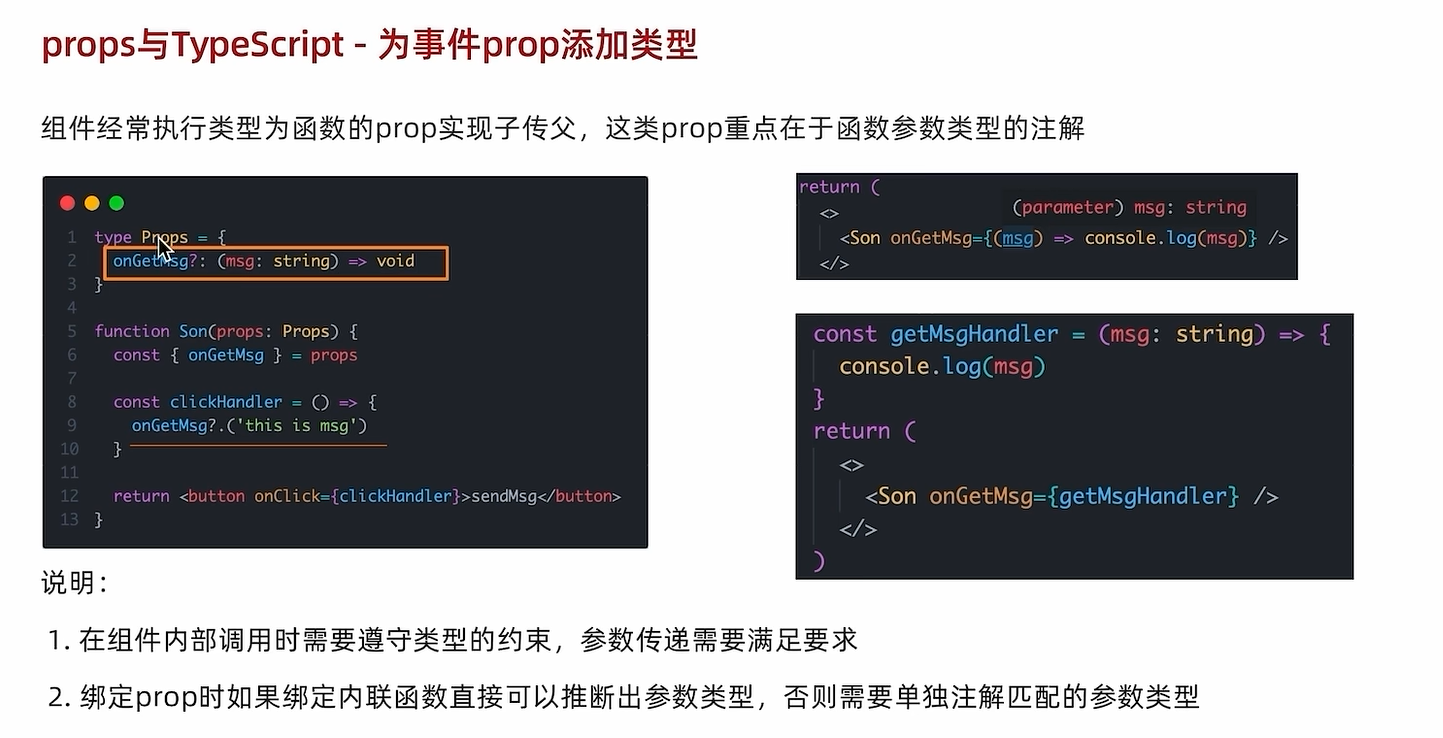 props与TypeScript - 为事件prop添加类型
组件经常执行类型为函数的prop实现子传父，这类prop重点在于函数参数类型的注解
1 type Props = {
2 onGetMsg?: (msg: string) => void
3 }
4
5 function Son(props: Props) {
6 const { onGetMsg } = props
7
8 const clickHandler = () => {
9 onGetMsg?.('this is msg')
10 }
11
12 return <button onClick={clickHandler}>sendMsg</button>
13 }
return (
<>
(parameter) msg: string
<Son onGetMsg={(msg) => console.log(msg)} />
</>
const getMsgHandler = (msg: string) => {
console.log(msg)
}
return (
<>
<Son onGetMsg={getMsgHandler} />
</>
)
说明：
1. 在组件内部调用时需要遵守类型的约束，参数传递需要满足要求
2. 绑定prop时如果绑定内联函数直接可以推断出参数类型，否则需要单独注解匹配的参数类型